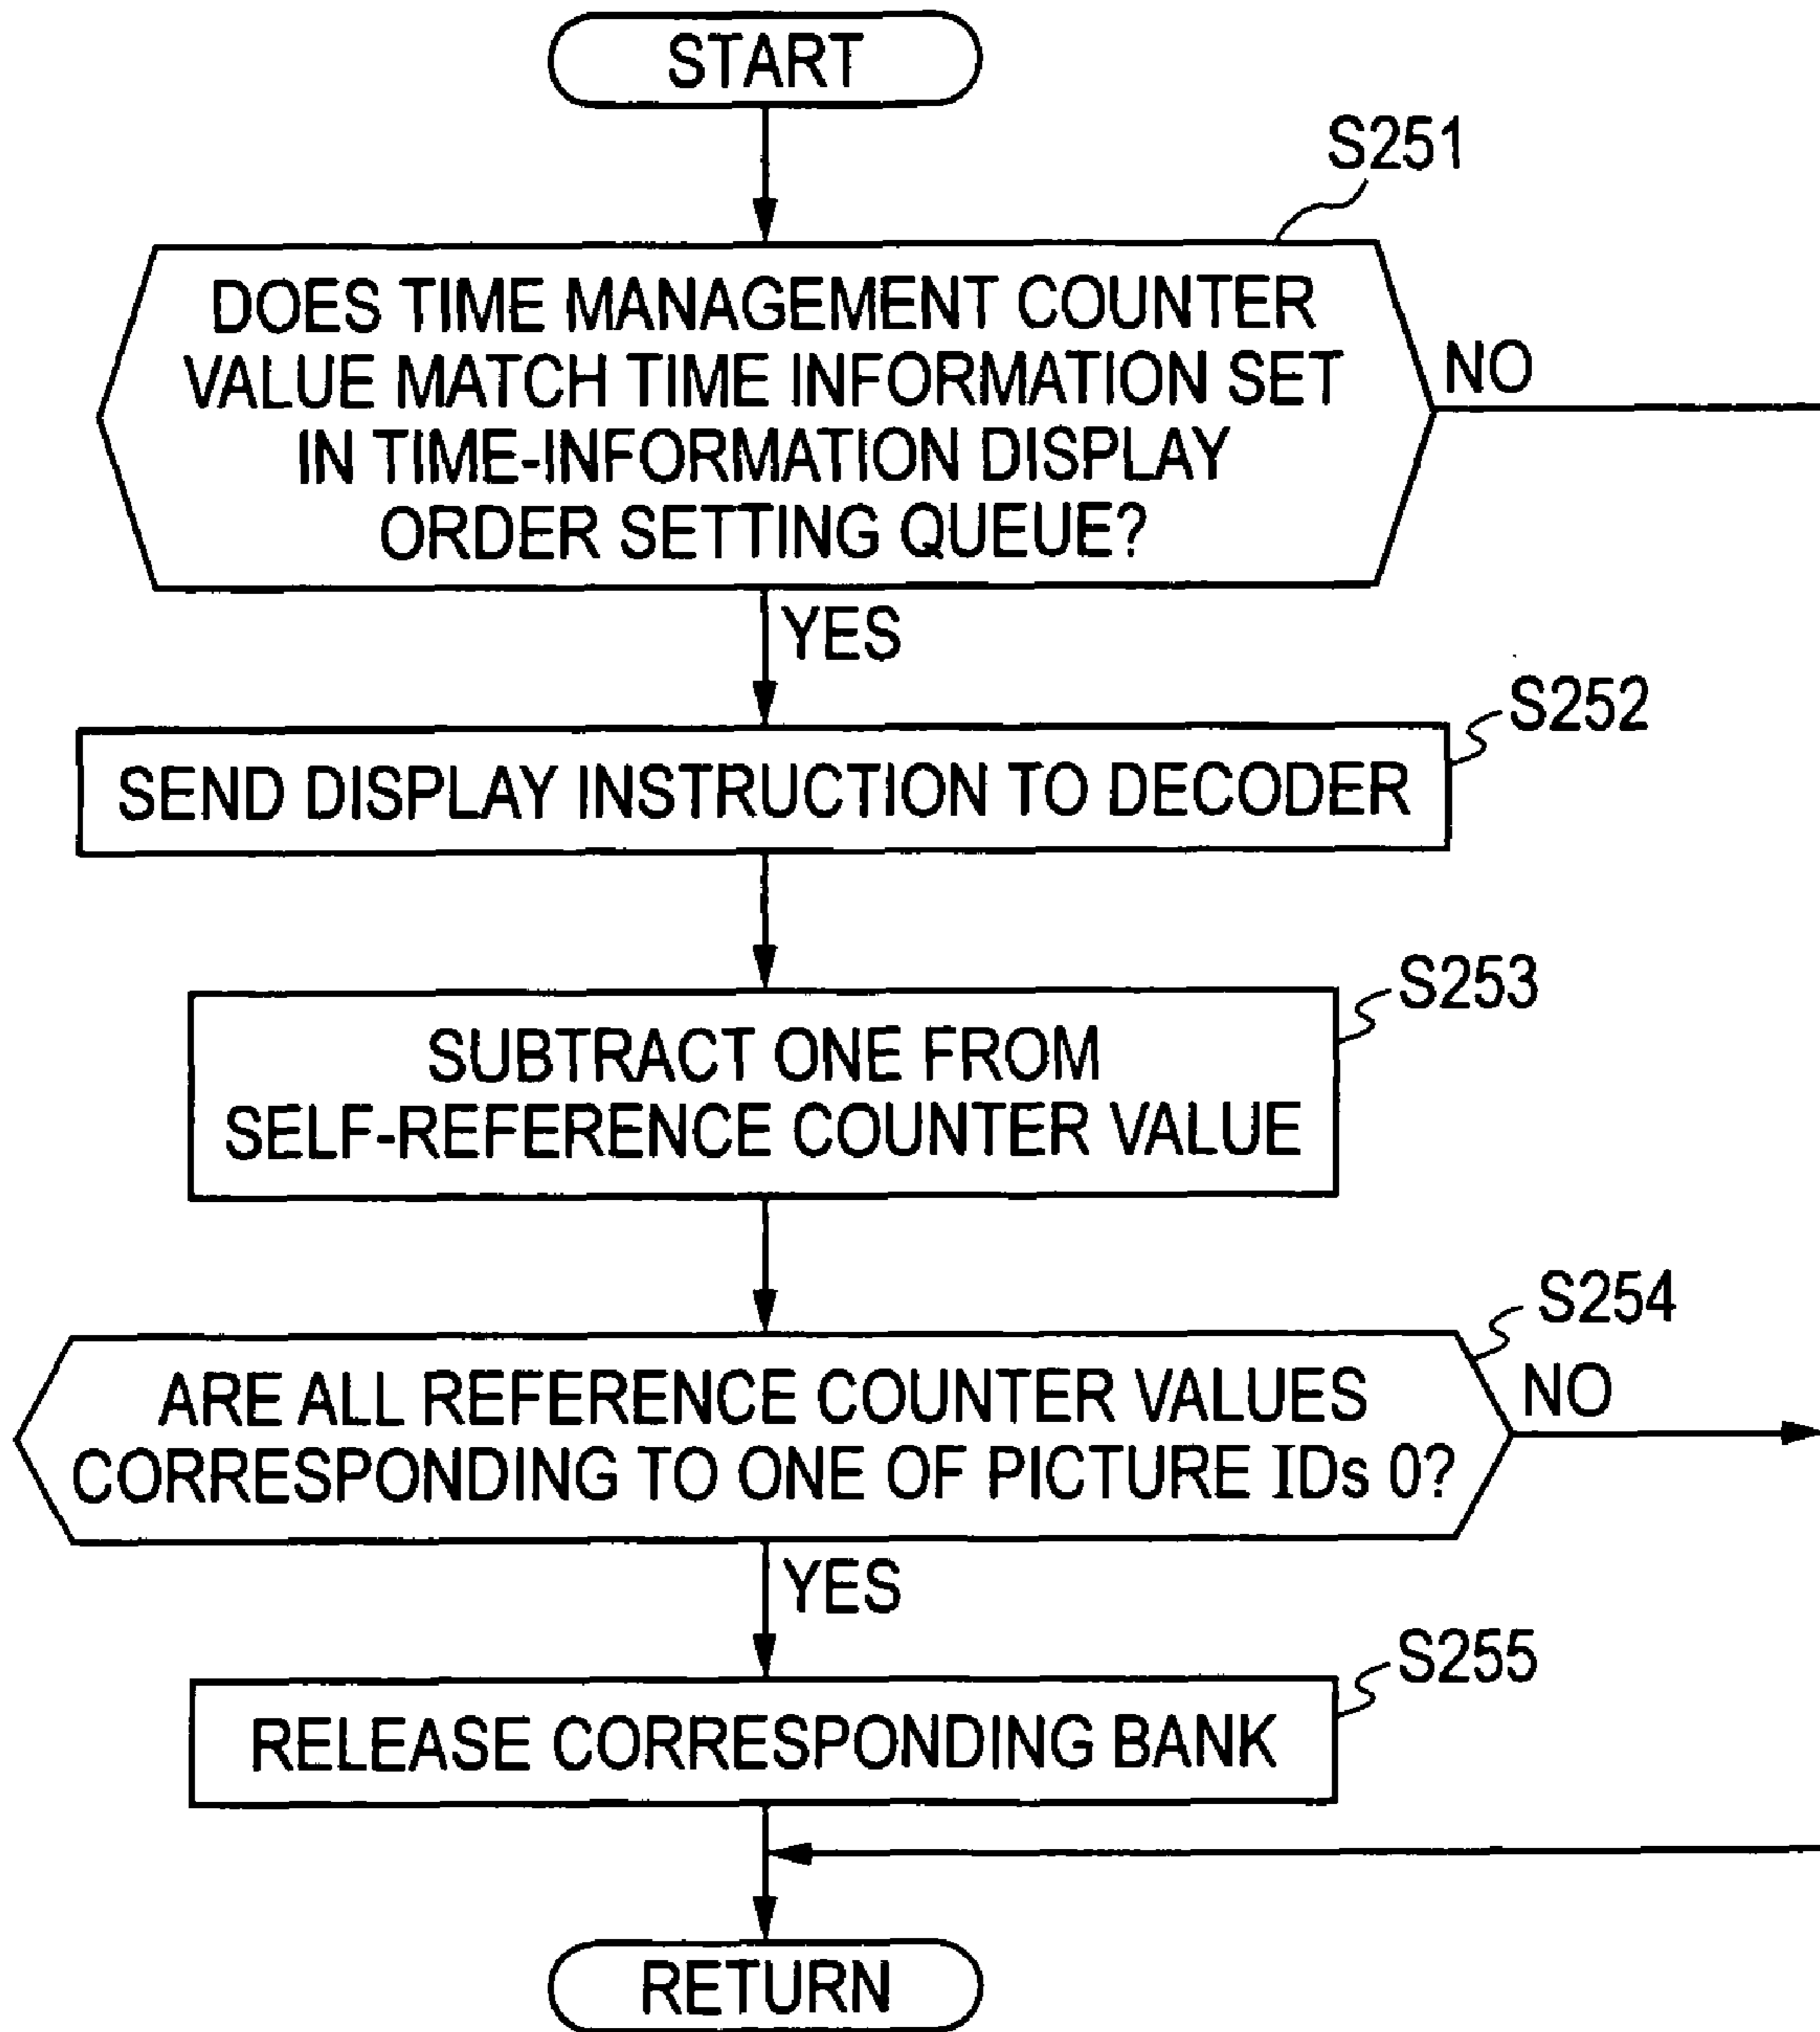 START
S251
DOES TIME MANAGEMENT COUNTER
VALUE MATCH TIME INFORMATION SET
IN TIME-INFORMATION DISPLAY
ORDER SETTING QUEUE?
NO
YES
S252
SEND DISPLAY INSTRUCTION TO DECODER
S253
SUBTRACT ONE FROM
SELF-REFERENCE COUNTER VALUE
S254
ARE ALL REFERENCE COUNTER VALUES
CORRESPONDING TO ONE OF PICTURE IDs 0?
NO
YES
S255
RELEASE CORRESPONDING BANK
RETURN